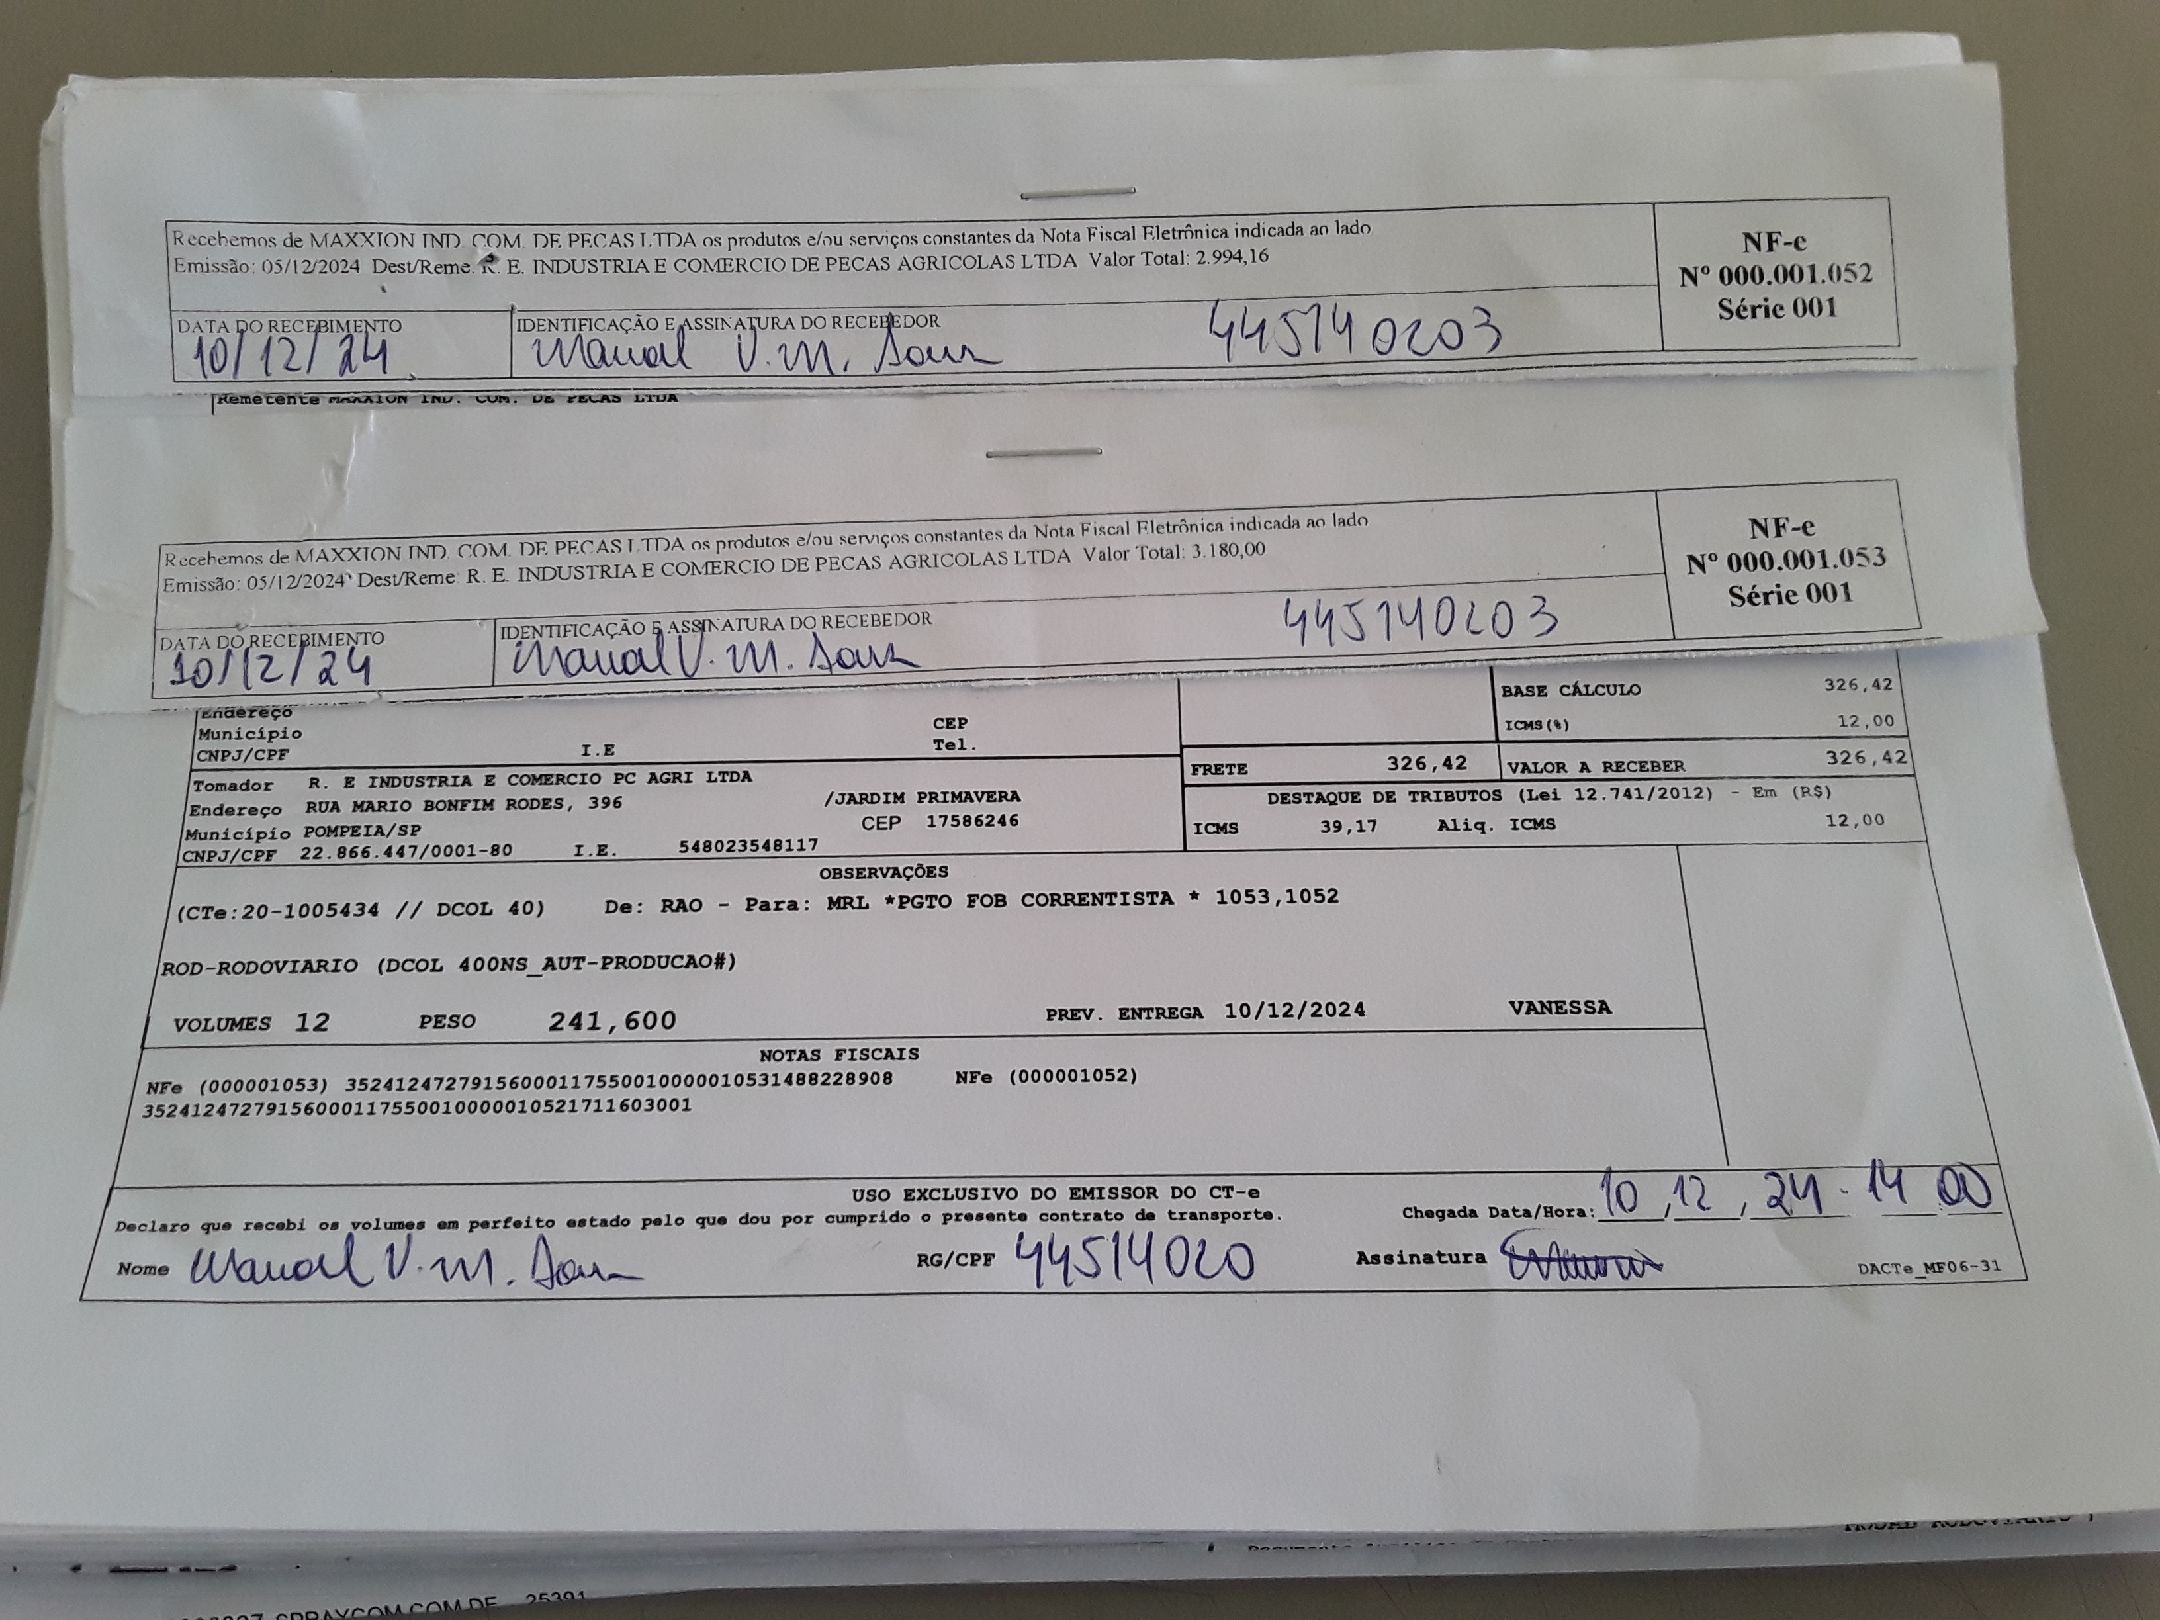 Recebemos de MAXXION IND. COM. DE PECAS LTDA os produtos e/ou serviços constantes da Nota Fiscal Eletrônica indicada ao lado
Emissão: 05/12/2024 Dest/Reme: R. E. INDUSTRIA E COMERCIO DE PECAS AGRICOLAS LTDA Valor Total: 2.994,16
NF-e
Nº 000.001.052
Série 001
DATA DO RECEBIMENTO
10/12/24
IDENTIFICAÇÃO E ASSINATURA DO RECEBEDOR
V. M. 445140203
Remetente MAXXION IND. COM. DE PECAS LTDA
Recebemos de MAXXION IND. COM. DE PECAS LTDA os produtos e/ou serviços constantes da Nota Fiscal Eletrônica indicada ao lado
Emissão: 05/12/2024 Dest/Reme: R. E. INDUSTRIA E COMERCIO DE PECAS AGRICOLAS LTDA Valor Total: 3.180,00
NF-e
Nº 000.001.053
Série 001
DATA DO RECEBIMENTO
10/12/24
IDENTIFICAÇÃO E ASSINATURA DO RECEBEDOR
V. M. 445140203
Endereço
Município CEP
CNPJ/CPF I.E Tel.
BASE CÁLCULO 326,42
ICMS(%) 12,00
FRETE 326,42 VALOR A RECEBER 326,42
Tomador R. E INDUSTRIA E COMERCIO PC AGRI LTDA
Endereço RUA MARIO BONFIM RODES, 396 /JARDIM PRIMAVERA
Município POMPEIA/SP CEP 17586246
CNPJ/CPF 22.866.447/0001-80 I.E. 548023548117
DESTAQUE DE TRIBUTOS (Lei 12.741/2012) - Em (R$)
ICMS 39,17 Aliq. ICMS 12,00
OBSERVAÇÕES
(CTe:20-1005434 // DCOL 40) De: RAO - Para: MRL *PGTO FOB CORRENTISTA * 1053,1052
ROD-RODOVIARIO (DCOL 400NS_AUT-PRODUCAO#)
VOLUMES 12 PESO 241,600 PREV. ENTREGA 10/12/2024 VANESSA
NOTAS FISCAIS
NFe (000001053) 35241247279156000117550010000010531488228908 NFe (000001052)
35241247279156000117550010000010521711603001
USO EXCLUSIVO DO EMISSOR DO CT-e
Declaro que recebi os volumes em perfeito estado pelo que dou por cumprido o presente contrato de transporte. Chegada Data/Hora: 10,12,24 - 14 00
Nome V. M. RG/CPF 44514020 Assinatura
DACTe_MF06-31
SPRAYCOM.COM.DE 25391